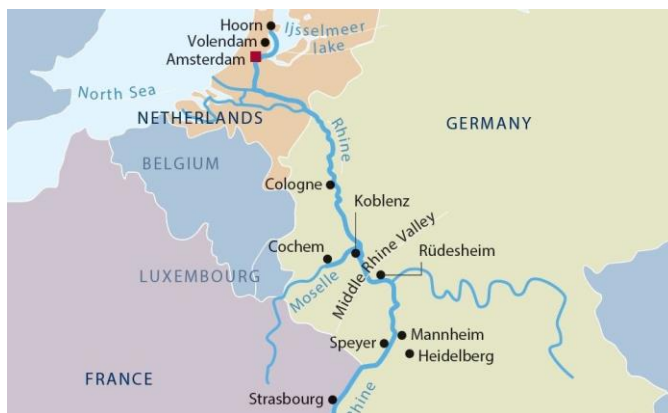 Hoorn
Ijsselmeer
lake
Volendam
Amsterdam
North Sea
NETHERLANDS
Rhine
GERMANY
BELGIUM
Cologne
Koblenz
Cochem
Middle Rhine Valley
Rüdesheim
LUXEMBOURG
Moselle
Mannheim
Speyer
Heidelberg
FRANCE
Strasbourg
Rhine